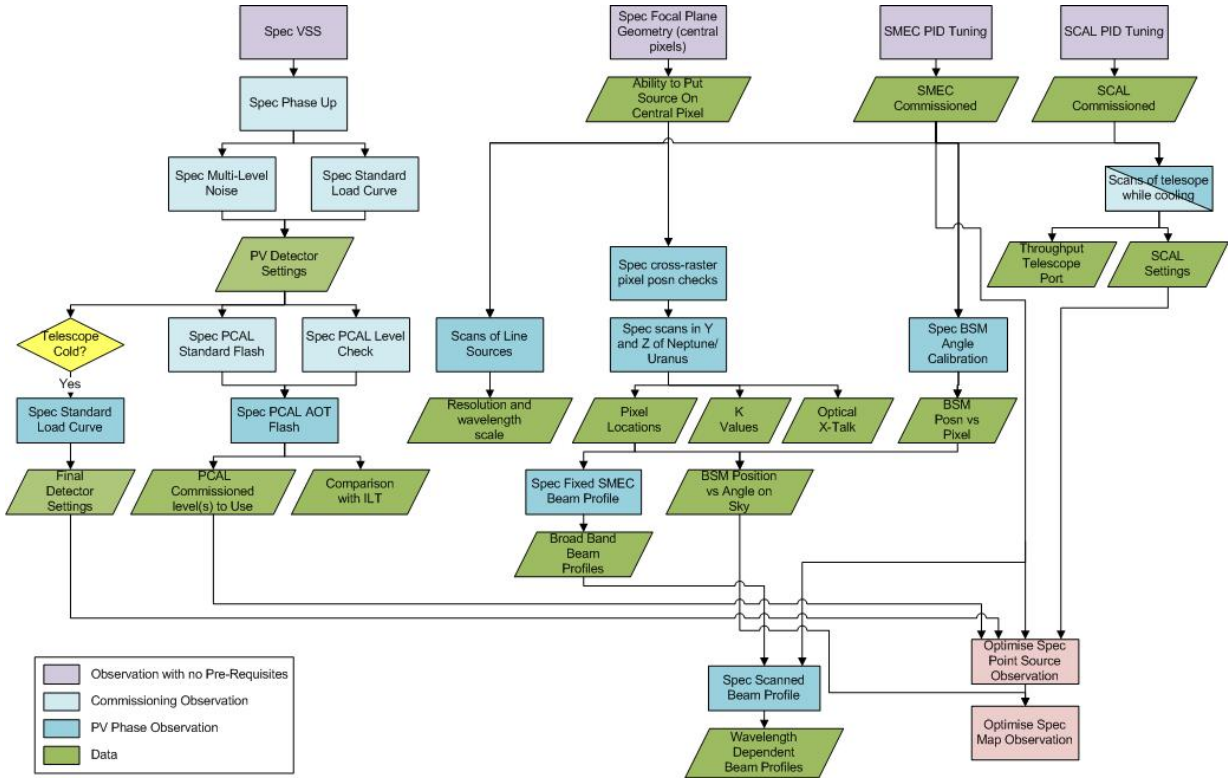 Spec VSS
Spec Focal Plane
Geometry (central
pixels)
SMEC PID Tuning
SCAL PID Tuning
Spec Phase Up
Ability to Put
Source On
Central Pixel
SMEC
Commissioned
SCAL
Commissioned
Spec Multi-Level
Noise
Spec Standard
Load Curve
Scans of telesope
while cooling
PV Detector
Settings
Spec cross-raster
pixel posn checks
Throughput
Telescope
Port
SCAL
Settings
Telescope
Cold?
Spec PCAL
Standard Flash
Spec PCAL Level
Check
Scans of Line
Sources
Spec scans in Y
and Z of Neptune/
Uranus
Spec BSM
Angle
Calibration
Yes
Spec Standard
Load Curve
Spec PCAL AOT
Flash
Resolution and
wavelength
scale
Pixel
Locations
K
Values
Optical
X-Talk
BSM
Posn vs
Pixel
Final
Detector
Settings
PCAL
Commissioned
level(s) to Use
Comparison
with ILT
Spec Fixed SMEC
Beam Profile
BSM Position
vs Angle on
Sky
Broad Band
Beam
Profiles
Optimise Spec
Point Source
Observation
Spec Scanned
Beam Profile
Optimise Spec
Map Observation
Wavelength
Dependent
Beam Profiles
Observation with no Pre-Requisites
Commissioning Observation
PV Phase Observation
Data